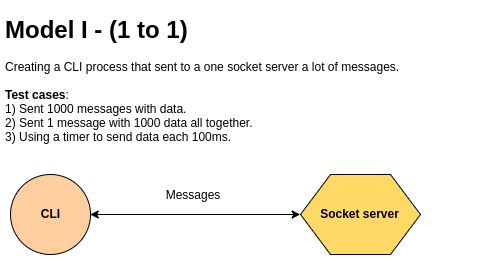 Model I - (1 to 1)
Creating a CLI process that sent to a one socket server a lot of messages.
Test cases:
1) Sent 1000 messages with data.
2) Sent 1 message with 1000 data all together.
3) Using a timer to send data each 100ms.
Messages
CLI
Socket server